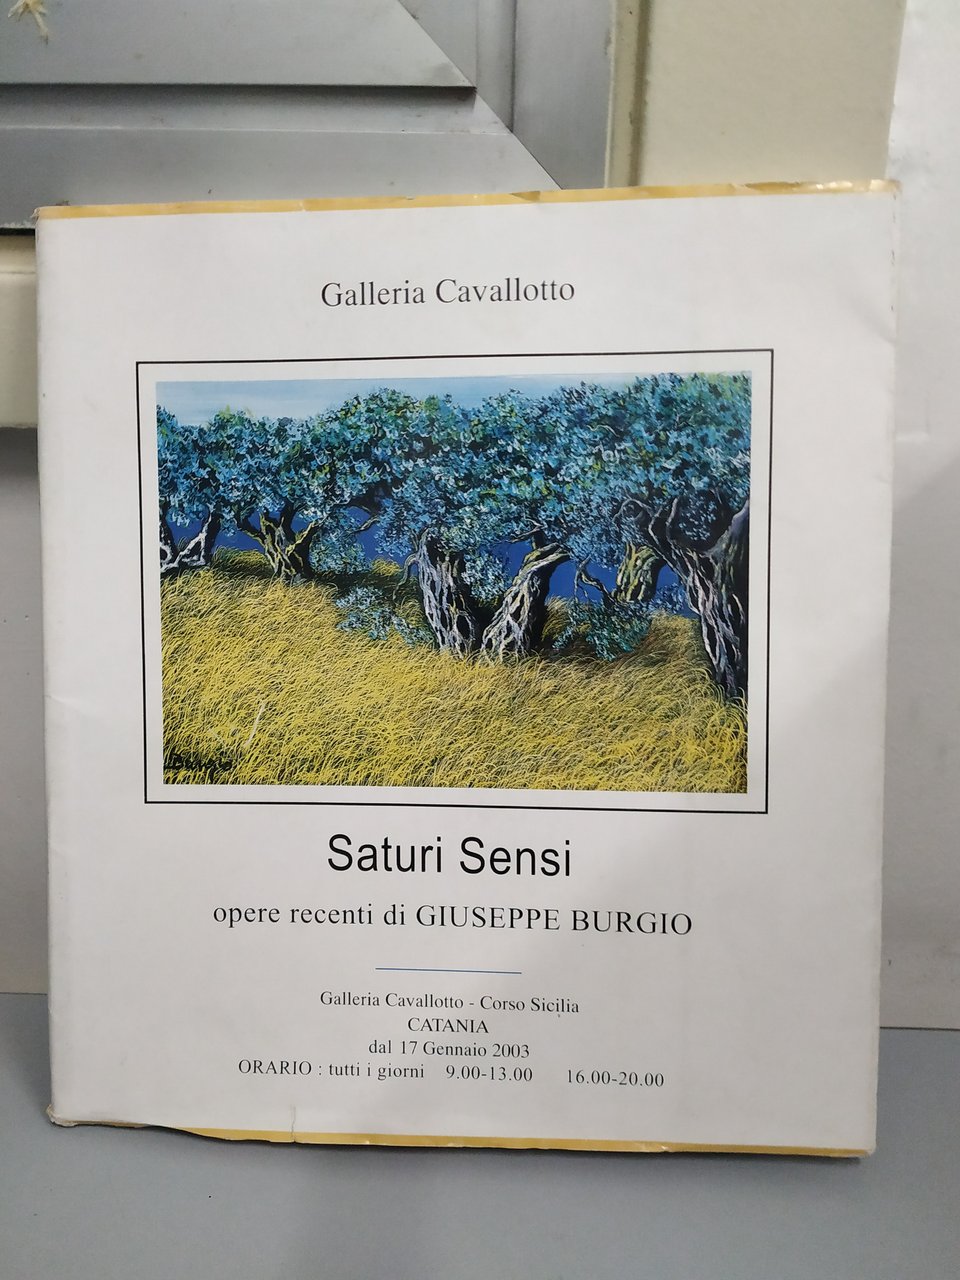 Galleria Cavallotto
Saturi Sensi
opere recenti di GIUSEPPE BURGIO
Galleria Cavallotto - Corso Sicilia
CATANIA
dal 17 Gennaio 2003
ORARIO : tutti i giorni 9.00-13.00 16.00-20.00